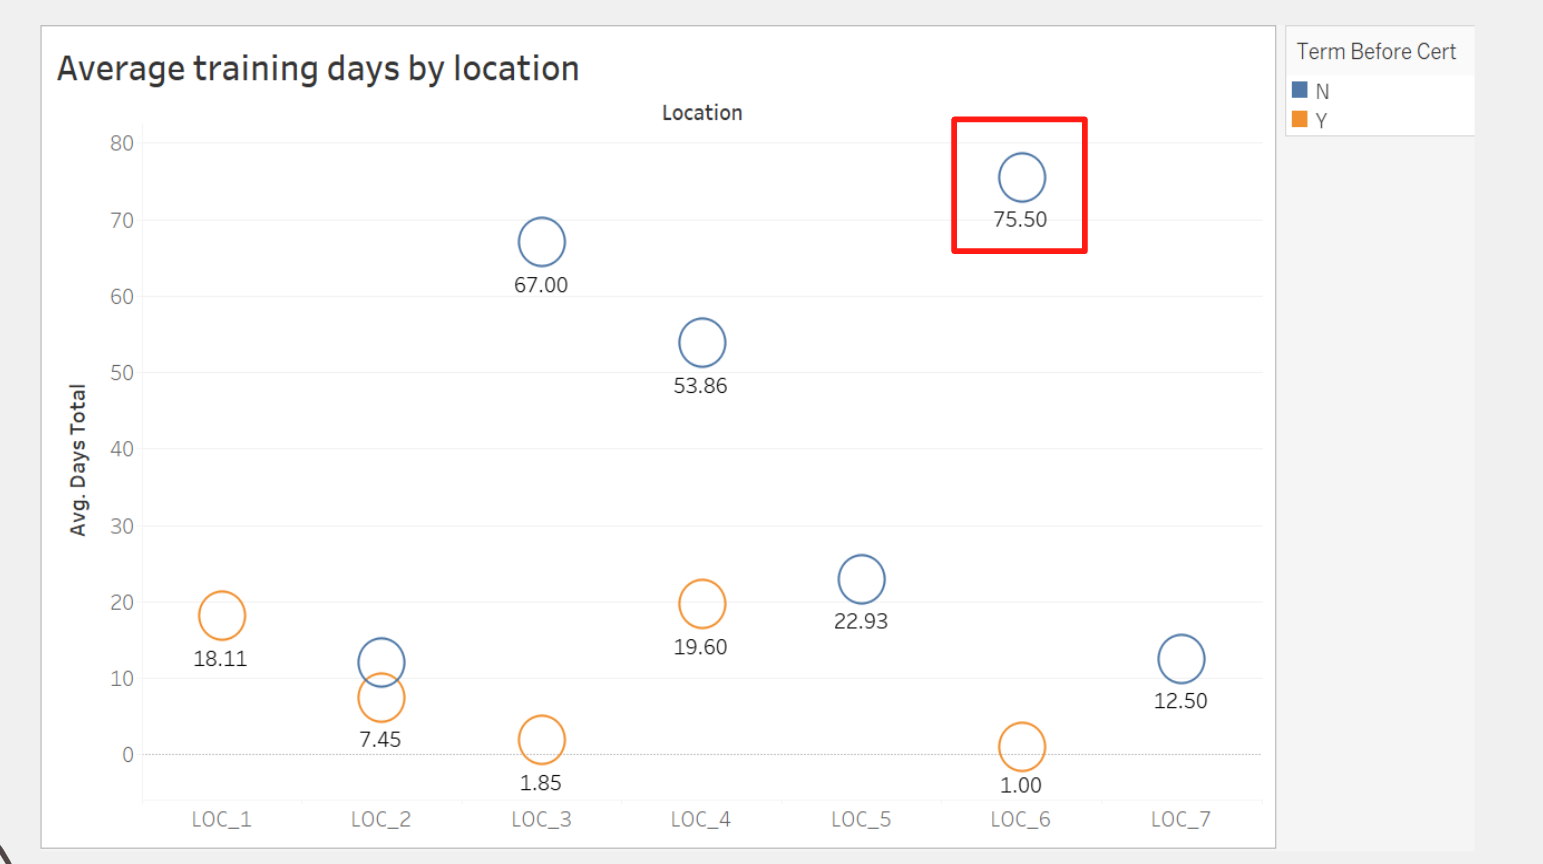 Average training days by location
Term Before Cert
N
Y
Location
Avg. Days Total
80
70
60
50
40
30
20
10
0
75.50
67.00
53.86
22.93
19.60
18.11
12.50
7.45
1.85
1.00
LOC_1 LOC_2 LOC_3 LOC_4 LOC_5 LOC_6 LOC_7